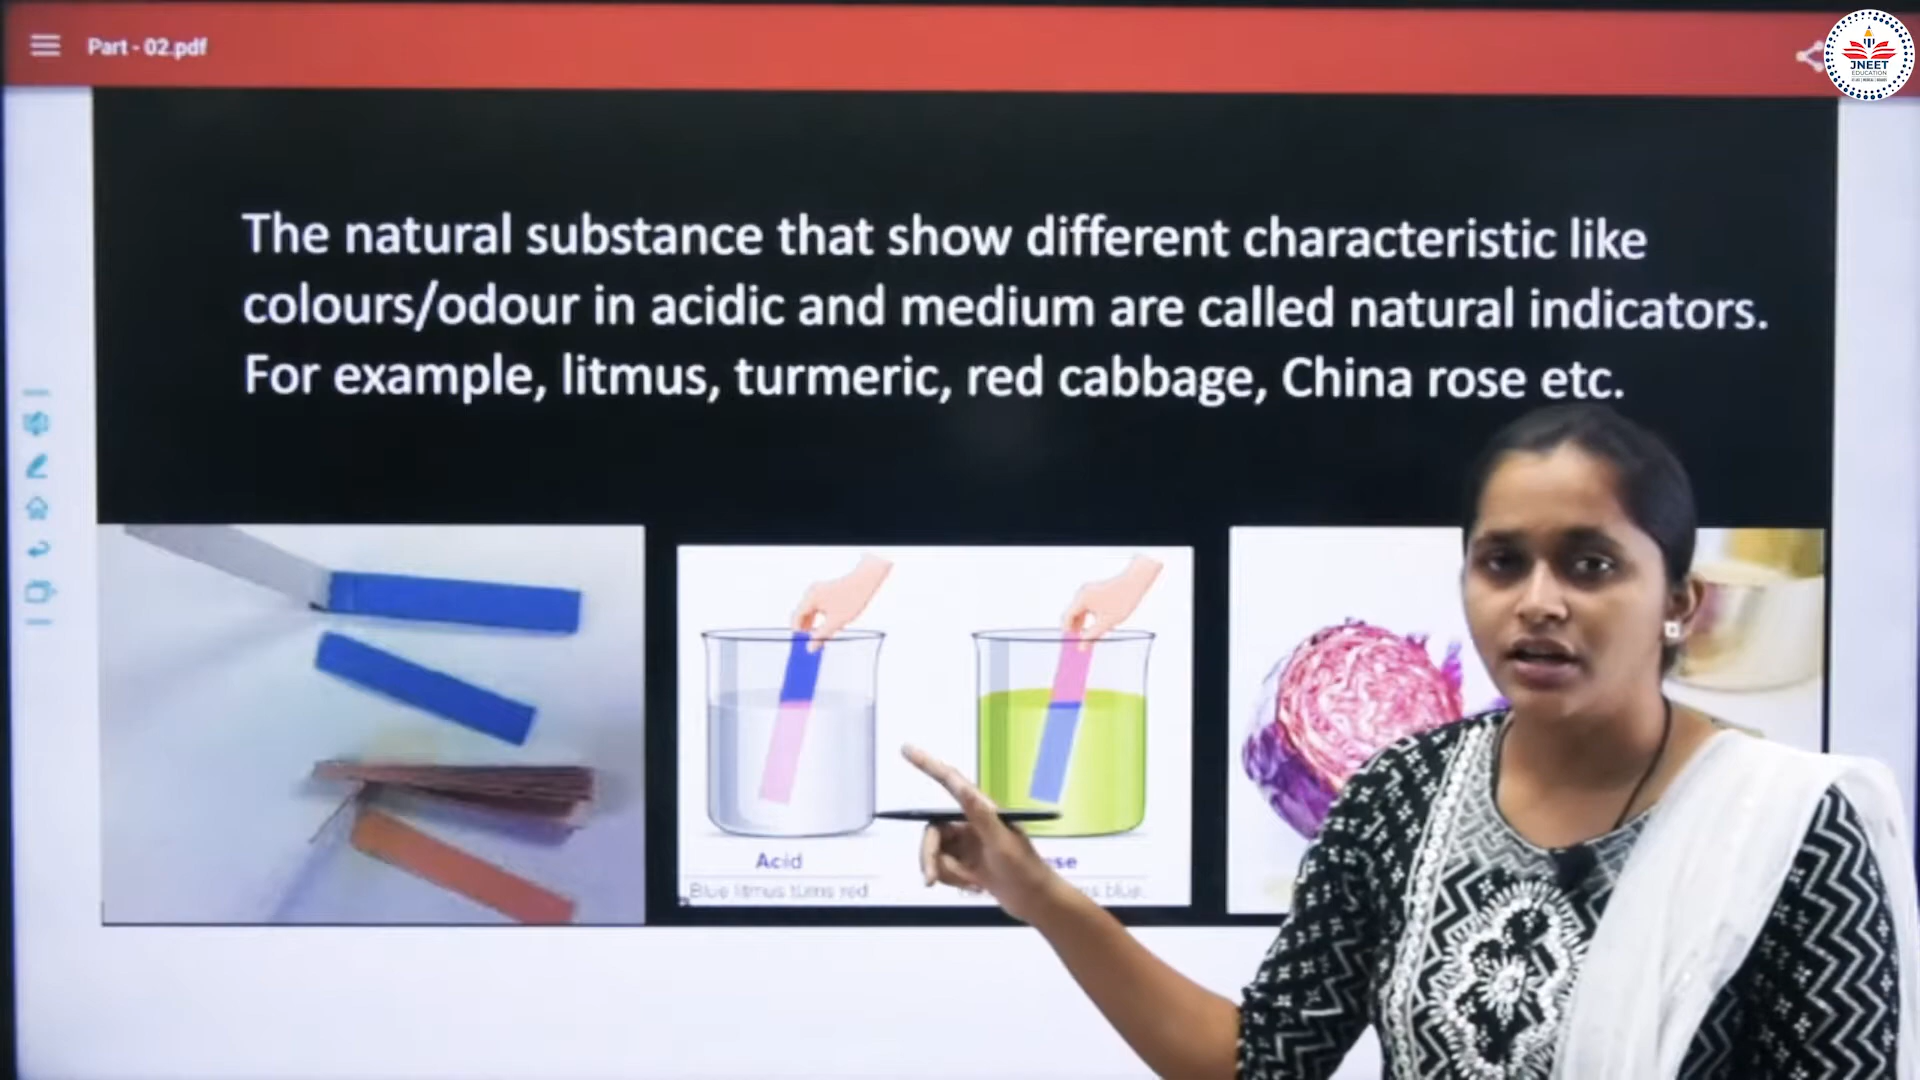 Part - 02.pdf
JNEET
EDUCATION
The natural substance that show different characteristic like
colours/odour in acidic and medium are called natural indicators.
For example, litmus, turmeric, red cabbage, China rose etc.
Acid
Blue litmus turns red
blue.